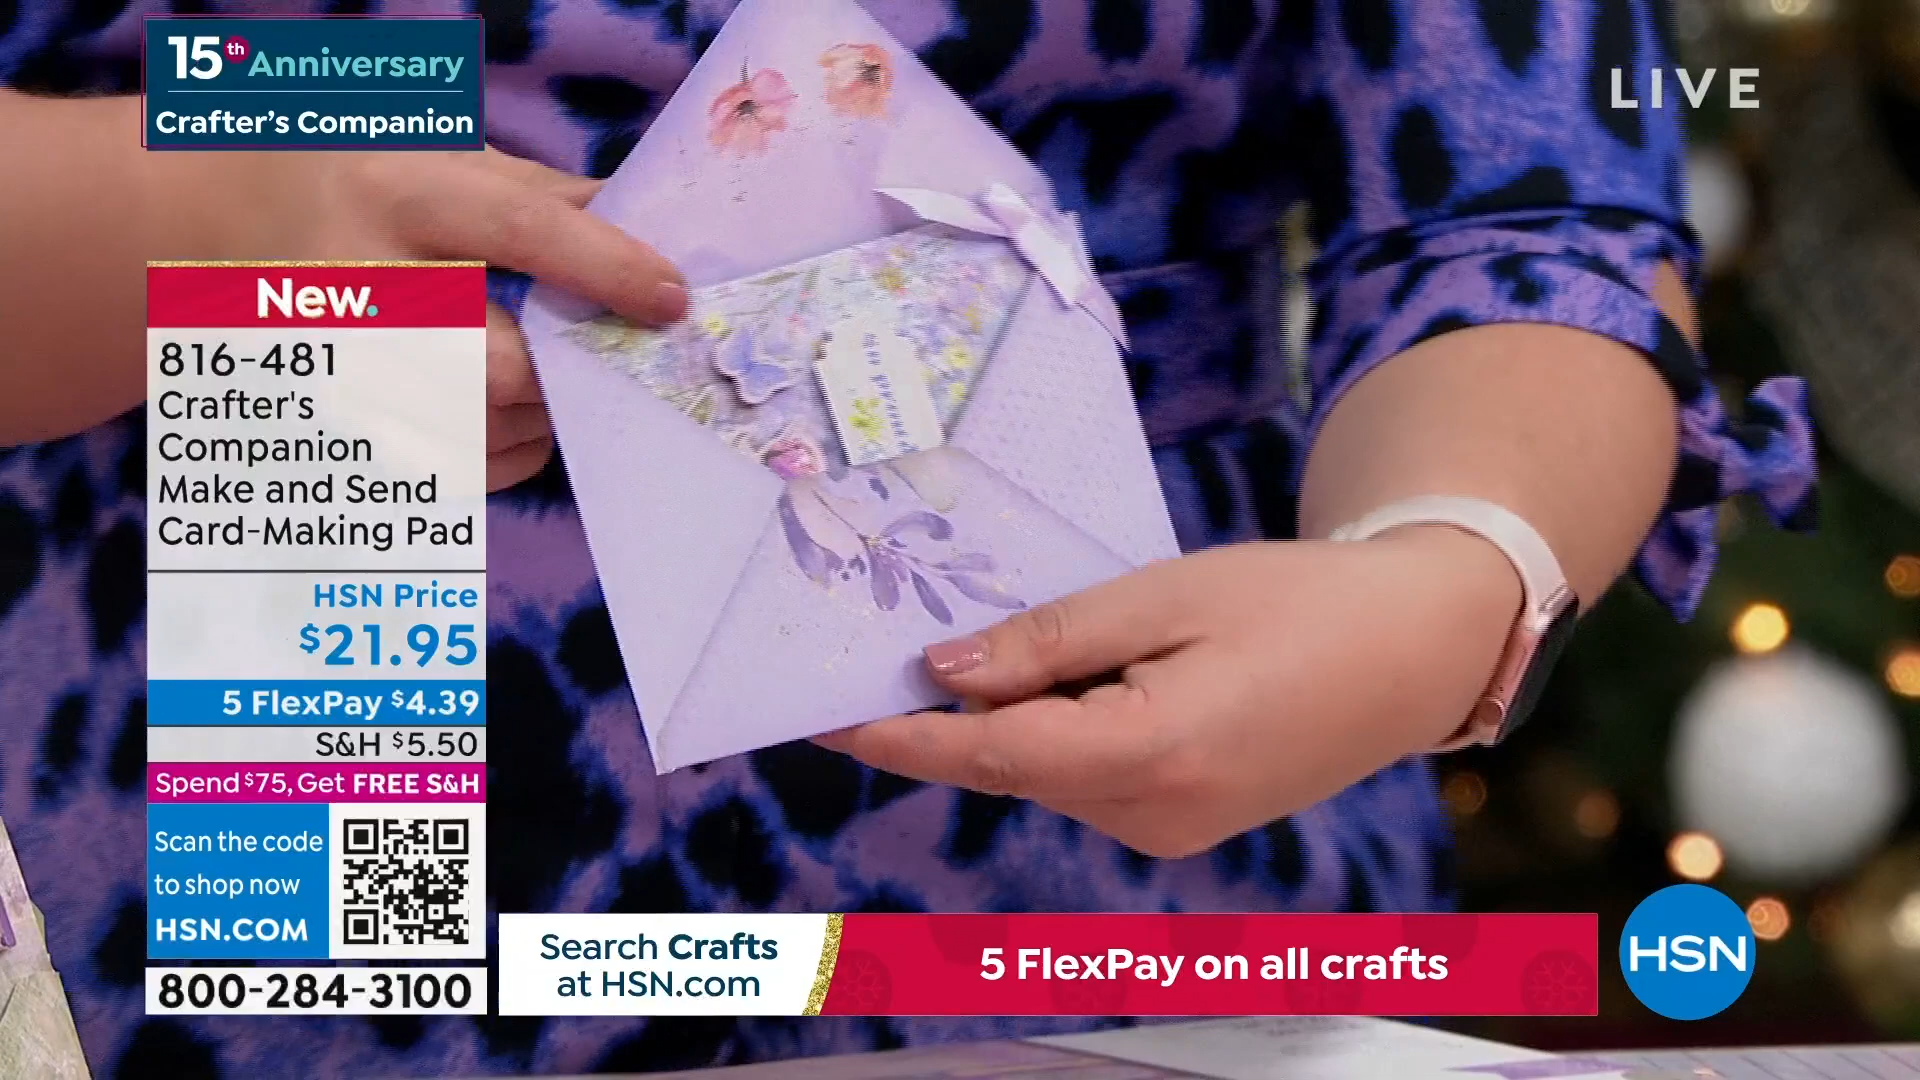 15th Anniversary
Crafter's Companion
LIVE
New.
816-481
Crafter's
Companion
Make and Send
Card-Making Pad
HSN Price
$21.95
5 FlexPay $4.39
S&H $5.50
Spend $75, Get FREE S&H
Scan the code
to shop now
HSN.COM
800-284-3100
Search Crafts
at HSN.com
5 FlexPay on all crafts
HSN